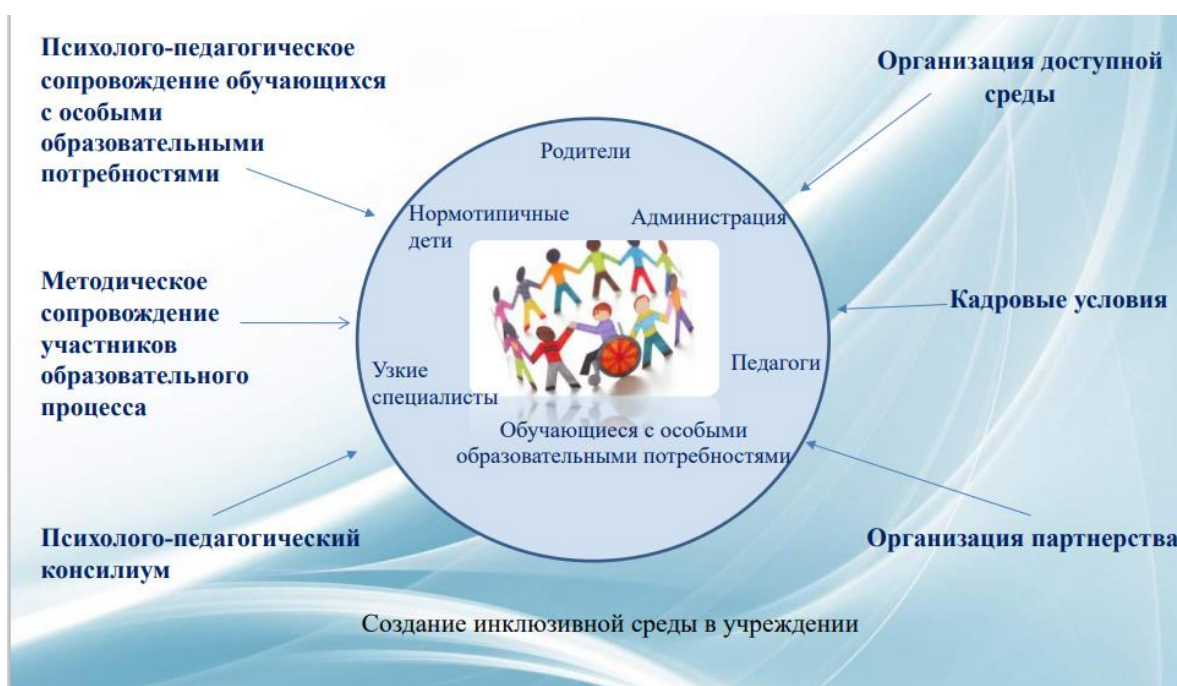 Психолого-педагогическое
сопровождение обучающихся
с особыми
образовательными
потребностями
Методическое
сопровождение
участников
образовательного
процесса
Психолого-педагогический
консилиум
Родители
Нормотипичные
дети
Администрация
Узкие
специалисты
Педагоги
Обучающиеся с особыми
образовательными потребностями
Организация доступной
среды
Кадровые условия
Организация партнерства
Создание инклюзивной среды в учреждении